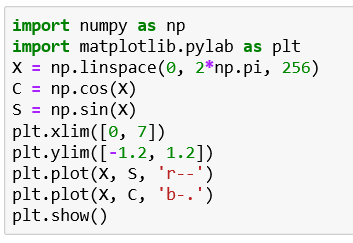 import numpy as np
import matplotlib.pylab as plt
X = np.linspace(0, 2*np.pi, 256)
C = np.cos(X)
S = np.sin(X)
plt.xlim([0, 7])
plt.ylim([-1.2, 1.2])
plt.plot(X, S, 'r--')
plt.plot(X, C, 'b-.')
plt.show()